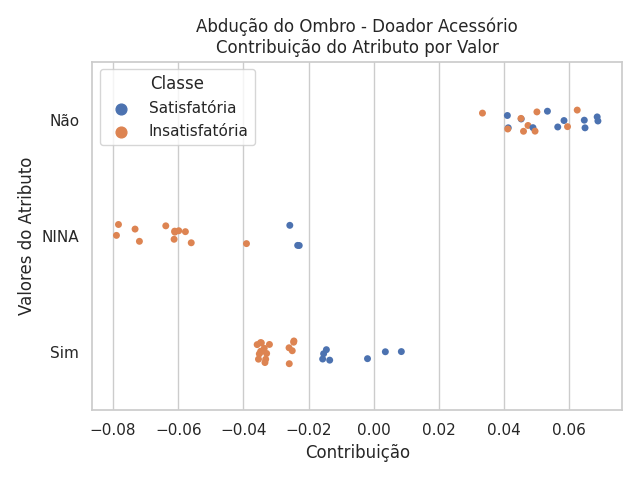 Abdução do Ombro - Doador Acessório
Contribuição do Atributo por Valor
Classe
Satisfatória
Insatisfatória
Valores do Atributo
Não
NINA
Sim
−0.08 −0.06 −0.04 −0.02 0.00 0.02 0.04 0.06
Contribuição